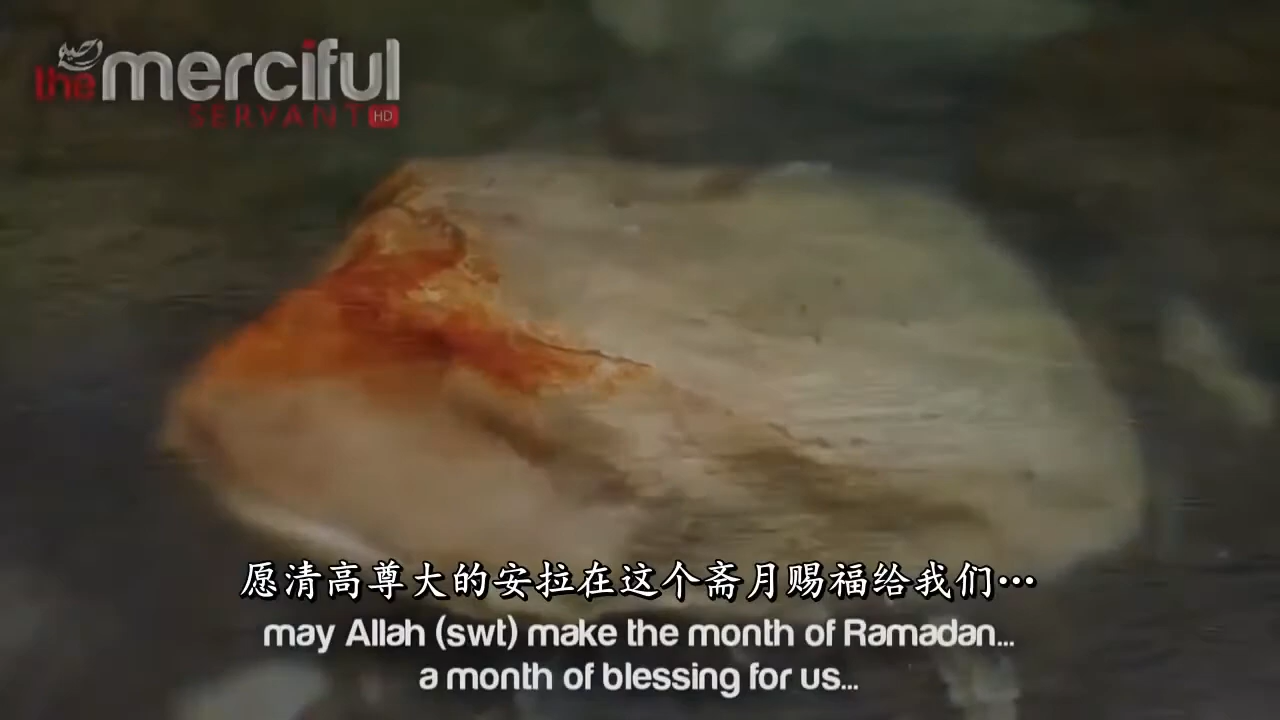 the merciful
SERVANT HD
愿清高尊大的安拉在这个斋月赐福给我们…
may Allah (swt) make the month of Ramadan...
a month of blessing for us...